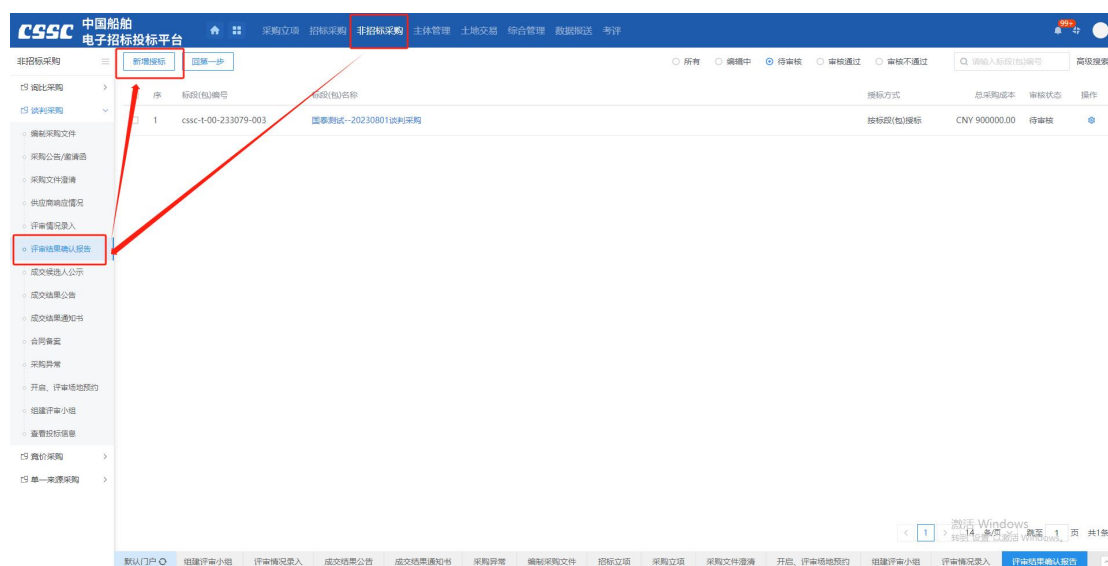 CSSC 中国船舶
电子招标投标平台
采购立项 招标采购 非招标采购 主体管理 土地交易 综合管理 数据报送 考评
99+
非招标采购
新增授标 回第一步
所有 编辑中 待审核 审核通过 审核不通过 请输入标段(包)编号 高级搜索
询比采购
谈判采购
编制采购文件
采购公告/邀请函
采购文件澄清
供应商响应情况
评审情况录入
评审结果确认报告
成交候选人公示
成交结果公告
成交结果通知书
合同备案
采购异常
开启、评审场地预约
组建评审小组
查看投标信息
竞价采购
单一来源采购
序 标段(包)编号 标段(包)名称 授标方式 总采购成本 审核状态 操作
1 cssc-t-00-233079-003 国泰测试--20230801谈判采购 按标段(包)授标 CNY 900000.00 待审核
激活 Windows
1 14 条/页 跳至 1 页 共1条
默认门户 组建评审小组 评审情况录入 成交结果公告 成交结果通知书 采购异常 编制采购文件 招标立项 采购立项 采购文件澄清 开启、评审场地预约 组建评审小组 评审情况录入 评审结果确认报告